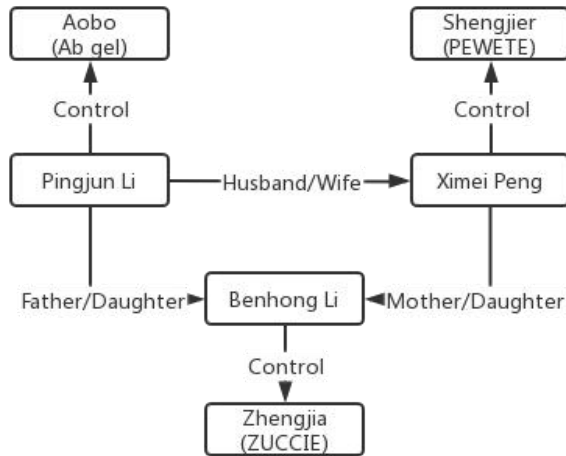 Aobo
(Ab gel)
Shengjier
(PEWETE)
Control
Control
Pingjun Li
Husband/Wife
Ximei Peng
Father/Daughter
Benhong Li
Mother/Daughter
Control
Zhengjia
(ZUCCIE)